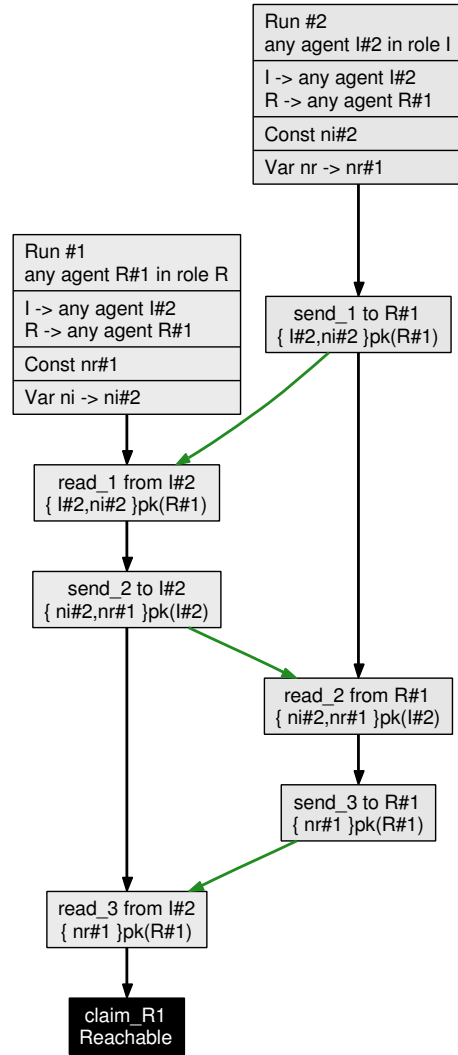 Run #2
any agent I#2 in role I
I -> any agent I#2
R -> any agent R#1
Const ni#2
Var nr -> nr#1
Run #1
any agent R#1 in role R
I -> any agent I#2
R -> any agent R#1
Const nr#1
Var ni -> ni#2
send_1 to R#1
{ I#2,ni#2 }pk(R#1)
read_1 from I#2
{ I#2,ni#2 }pk(R#1)
send_2 to I#2
{ ni#2,nr#1 }pk(I#2)
read_2 from R#1
{ ni#2,nr#1 }pk(I#2)
send_3 to R#1
{ nr#1 }pk(R#1)
read_3 from I#2
{ nr#1 }pk(R#1)
claim_R1
Reachable